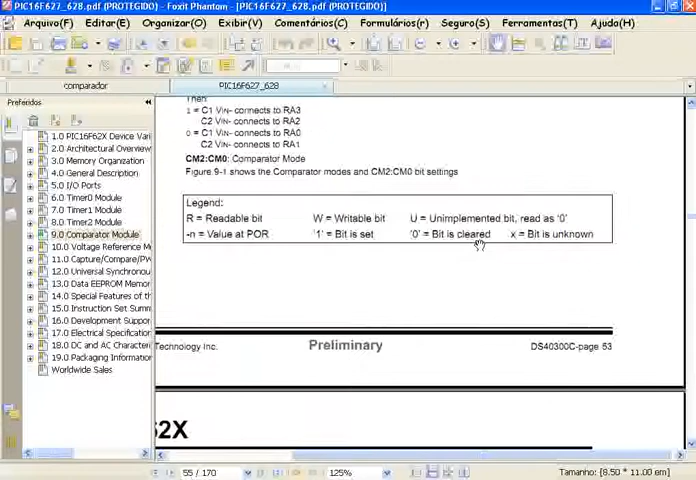 PIC16F627_628.pdf (PROTEGIDO) - Foxit Phantom - [PIC16F627_628.pdf (PROTEGIDO)]
Arquivo(F) Editar(E) Organizar(O) Exibir(V) Comentários(C) Formulários(r) Seguro(S) Ferramentas(T) Ajuda(H)
comparador PIC16F627_628
Preferidos
1.0 PIC16F62X Device Vari
2.0 Architectural Overview
3.0 Memory Organization
4.0 General Description
5.0 I/O Ports
6.0 Timer0 Module
7.0 Timer1 Module
8.0 Timer2 Module
9.0 Comparator Module
10.0 Voltage Reference M
11.0 Capture/Compare/PW
12.0 Universal Synchronou
13.0 Data EEPROM Memor
14.0 Special Features of th
15.0 Instruction Set Summ
16.0 Development Suppor
17.0 Electrical Specification
18.0 DC and AC Character
19.0 Packaging Information
Worldwide Sales
Then:
1 = C1 VIN- connects to RA3
C2 VIN- connects to RA2
0 = C1 VIN- connects to RA0
C2 VIN- connects to RA1
CM2:CM0: Comparator Mode
Figure 9-1 shows the Comparator modes and CM2:CM0 bit settings
Legend:
R = Readable bit W = Writable bit U = Unimplemented bit, read as '0'
-n = Value at POR '1' = Bit is set '0' = Bit is cleared x = Bit is unknown
Technology Inc. Preliminary DS40300C-page 53
62X
55 / 170 125% Tamanho: [8.50 * 11.00 em]